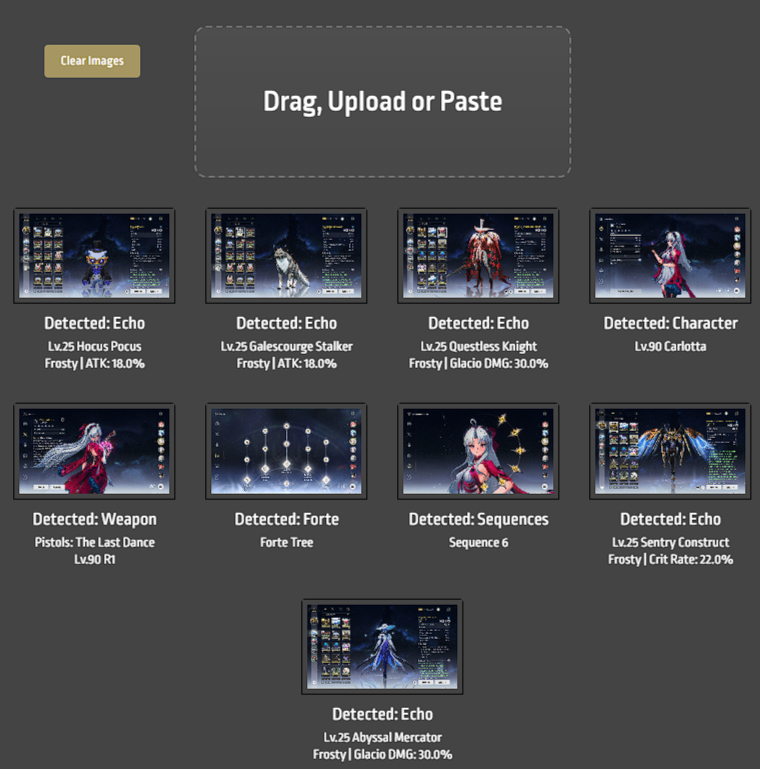 Clear Images
Drag, Upload or Paste
Detected: Echo
Lv.25 Hocus Pocus
Frosty | ATK: 18.0%
Detected: Echo
Lv.25 Galescourge Stalker
Frosty | ATK: 18.0%
Detected: Echo
Lv.25 Questless Knight
Frosty | Glacio DMG: 30.0%
Detected: Character
Lv.90 Carlotta
Detected: Weapon
Pistols: The Last Dance
Lv.90 R1
Detected: Forte
Forte Tree
Detected: Sequences
Sequence 6
Detected: Echo
Lv.25 Sentry Construct
Frosty | Crit Rate: 22.0%
Detected: Echo
Lv.25 Abyssal Mercator
Frosty | Glacio DMG: 30.0%